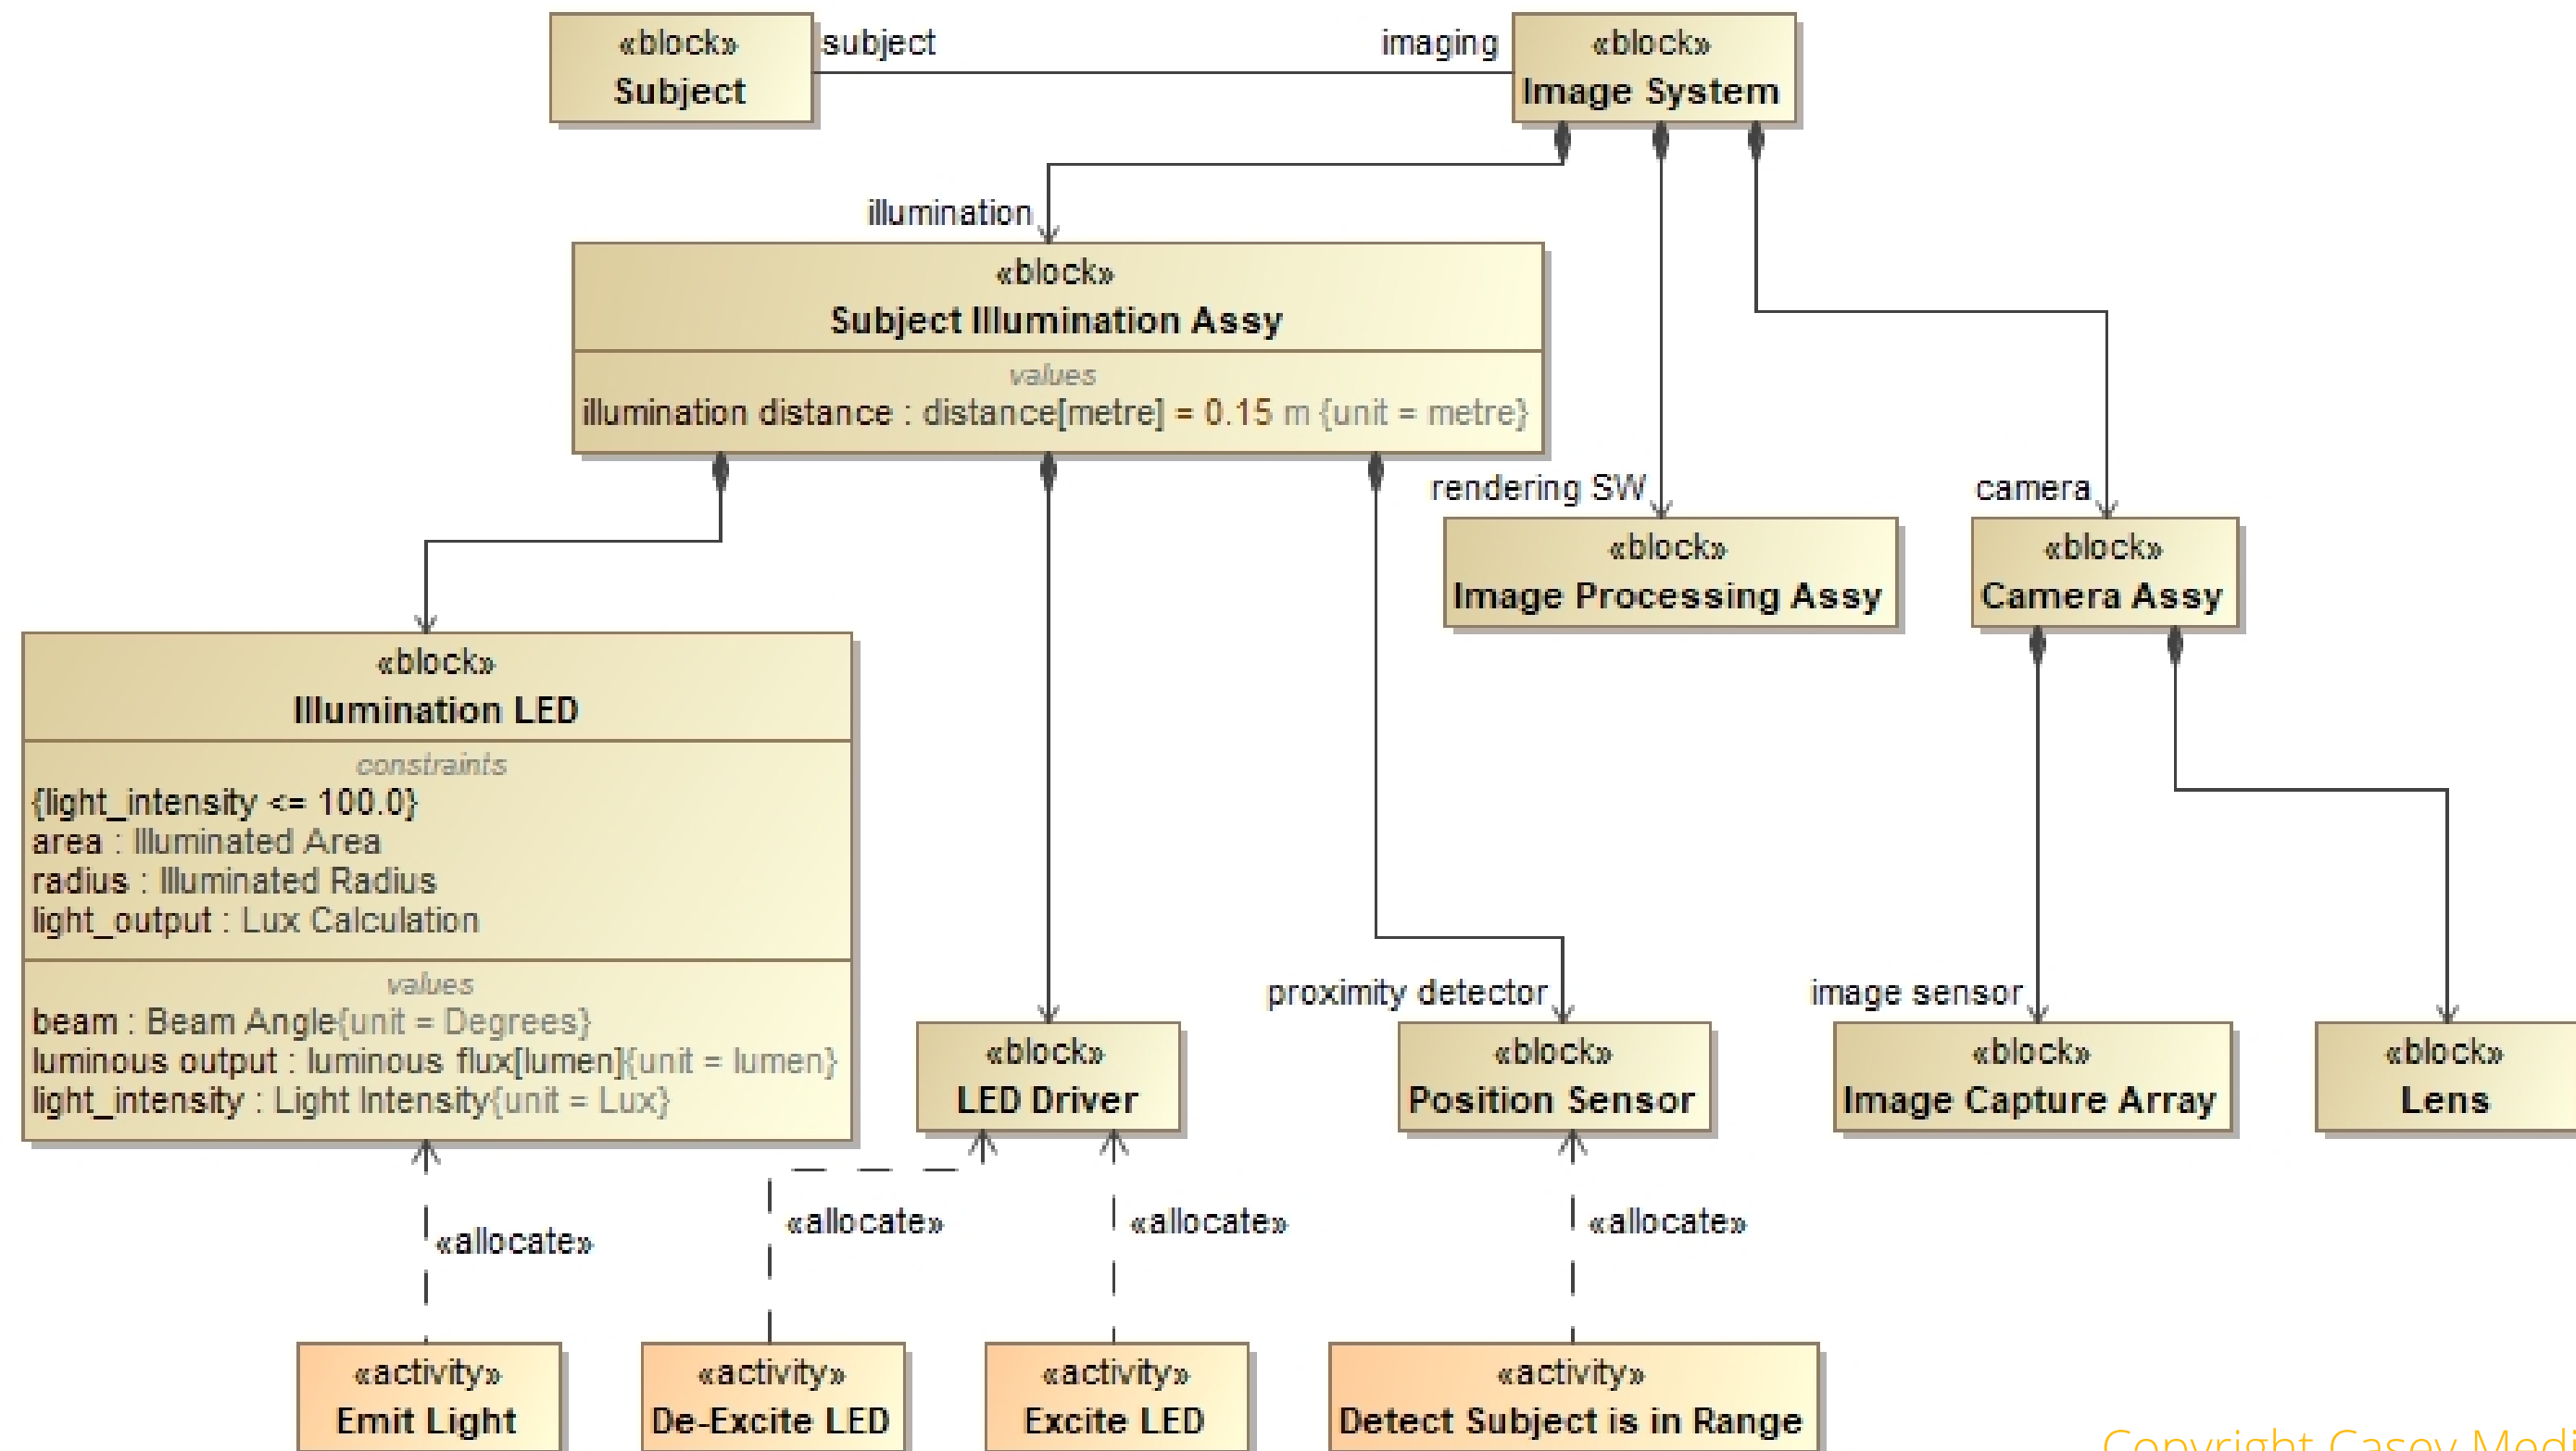 «block»
Subject
subject
imaging
«block»
Image System
illumination
«block»
Subject Illumination Assy
values
illumination distance : distance[metre] = 0.15 m {unit = metre}
rendering SW
«block»
Image Processing Assy
camera
«block»
Camera Assy
«block»
Illumination LED
constraints
{light_intensity <= 100.0}
area : Illuminated Area
radius : Illuminated Radius
light_output : Lux Calculation
values
beam : Beam Angle{unit = Degrees}
luminous output : luminous flux[lumen]{unit = lumen}
light_intensity : Light Intensity{unit = Lux}
«block»
LED Driver
proximity detector
«block»
Position Sensor
image sensor
«block»
Image Capture Array
«block»
Lens
«allocate»
«allocate»
«allocate»
«allocate»
«activity»
Emit Light
«activity»
De-Excite LED
«activity»
Excite LED
«activity»
Detect Subject is in Range
Copyright Casey Medi